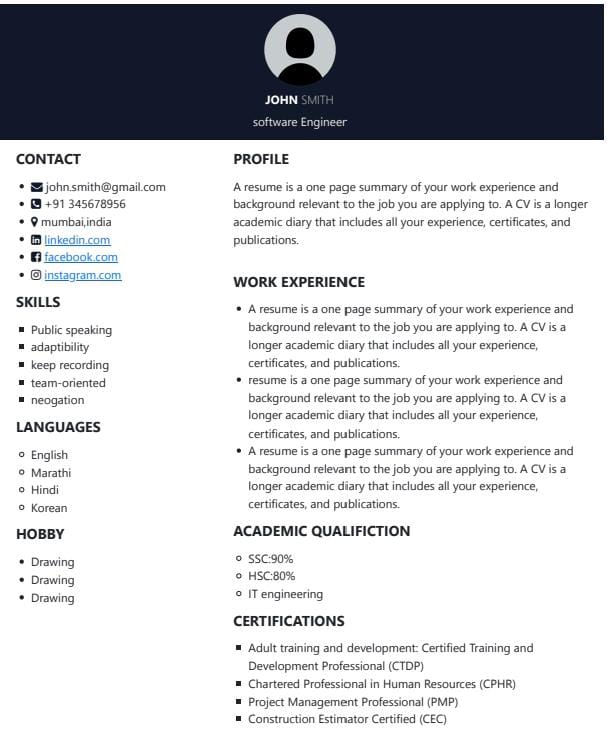 JOHN SMITH
software Engineer
CONTACT
john.smith@gmail.com
+91 345678956
mumbai,india
linkedin.com
facebook.com
instagram.com
SKILLS
Public speaking
adaptibility
keep recording
team-oriented
neogation
LANGUAGES
English
Marathi
Hindi
Korean
HOBBY
Drawing
Drawing
Drawing
PROFILE
A resume is a one page summary of your work experience and
background relevant to the job you are applying to. A CV is a longer
academic diary that includes all your experience, certificates, and
publications.
WORK EXPERIENCE
A resume is a one page summary of your work experience and
background relevant to the job you are applying to. A CV is a
longer academic diary that includes all your experience,
certificates, and publications.
resume is a one page summary of your work experience and
background relevant to the job you are applying to. A CV is a
longer academic diary that includes all your experience,
certificates, and publications.
A resume is a one page summary of your work experience and
background relevant to the job you are applying to. A CV is a
longer academic diary that includes all your experience,
certificates, and publications.
ACADEMIC QUALIFICTION
SSC:90%
HSC:80%
IT engineering
CERTIFICATIONS
Adult training and development: Certified Training and
Development Professional (CTDP)
Chartered Professional in Human Resources (CPHR)
Project Management Professional (PMP)
Construction Estimator Certified (CEC)